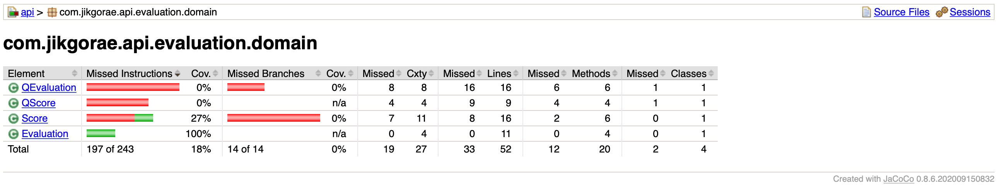 api > com.jikgorae.api.evaluation.domain Source Files Sessions
com.jikgorae.api.evaluation.domain
Element Missed Instructions Cov. Missed Branches Cov. Missed Cxty Missed Lines Missed Methods Missed Classes
QEvaluation 0% 0% 8 8 16 16 6 6 1 1
QScore 0% n/a 4 4 9 9 4 4 1 1
Score 27% 0% 7 11 8 16 2 6 0 1
Evaluation 100% n/a 0 4 0 11 0 4 0 1
Total 197 of 243 18% 14 of 14 0% 19 27 33 52 12 20 2 4
Created with JaCoCo 0.8.6.202009150832